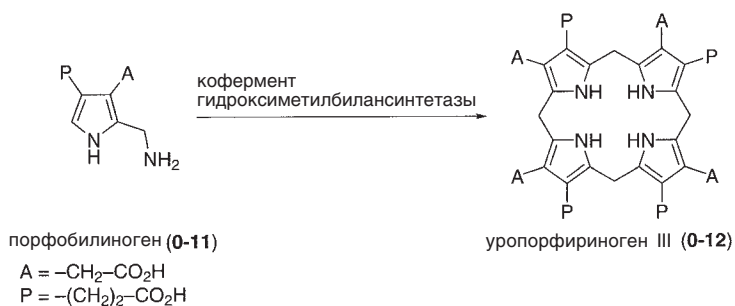 P
A
N
H
NH2
кофермент
гидроксиметилбилансинтетазы
P
A
A
P
NH
HN
NH
HN
A
A
P
P
порфобилиноген (0-11)
уропорфириноген III (0-12)
A = –CH2–CO2H
P = –(CH2)2–CO2H